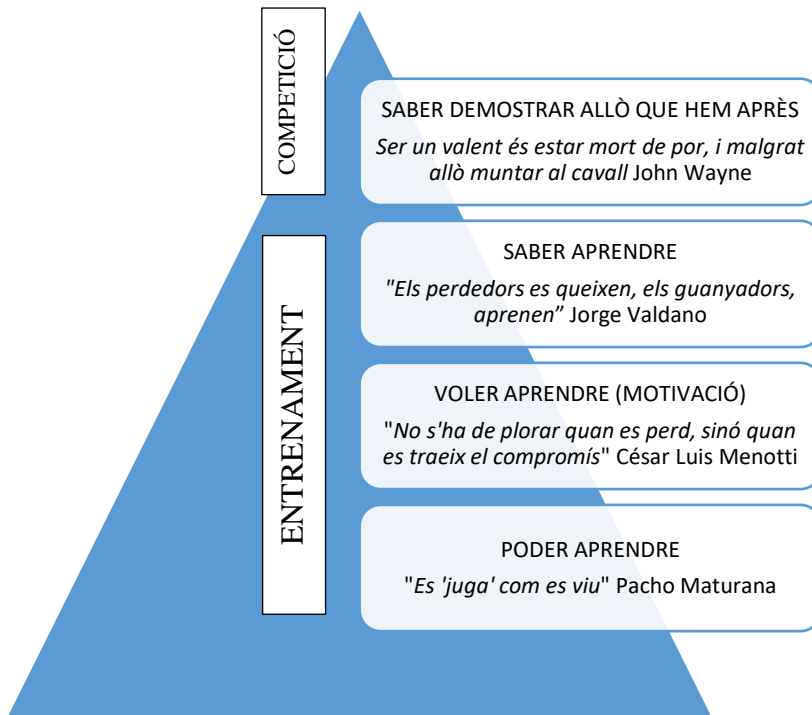 COMPETICIÓ
SABER DEMOSTRAR ALLÒ QUE HEM APRÈS
Ser un valent és estar mort de por, i malgrat
allò muntar al cavall John Wayne
ENTRENAMENT
SABER APRENDRE
"Els perdedors es queixen, els guanyadors,
aprenen” Jorge Valdano
VOLER APRENDRE (MOTIVACIÓ)
"No s'ha de plorar quan es perd, sinó quan
es traeix el compromís" César Luis Menotti
PODER APRENDRE
"Es 'juga' com es viu" Pacho Maturana